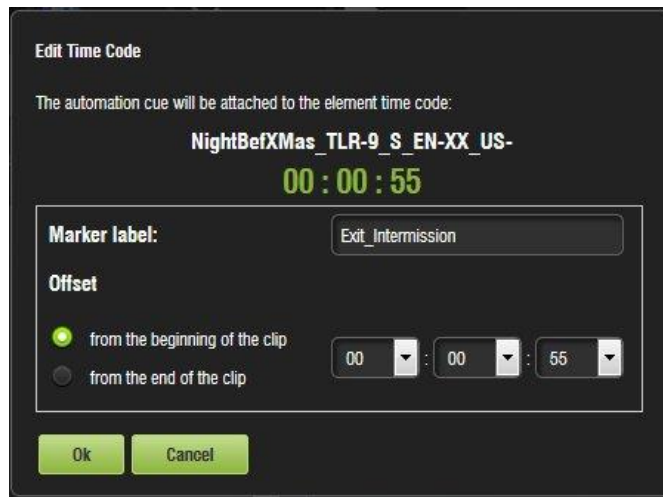 Edit Time Code
The automation cue will be attached to the element time code:
NightBefXMas_TLR-9_S_EN-XX_US-
00 : 00 : 55
Marker label: Exit_Intermission
Offset
from the beginning of the clip
00 : 00 : 55
from the end of the clip
Ok Cancel